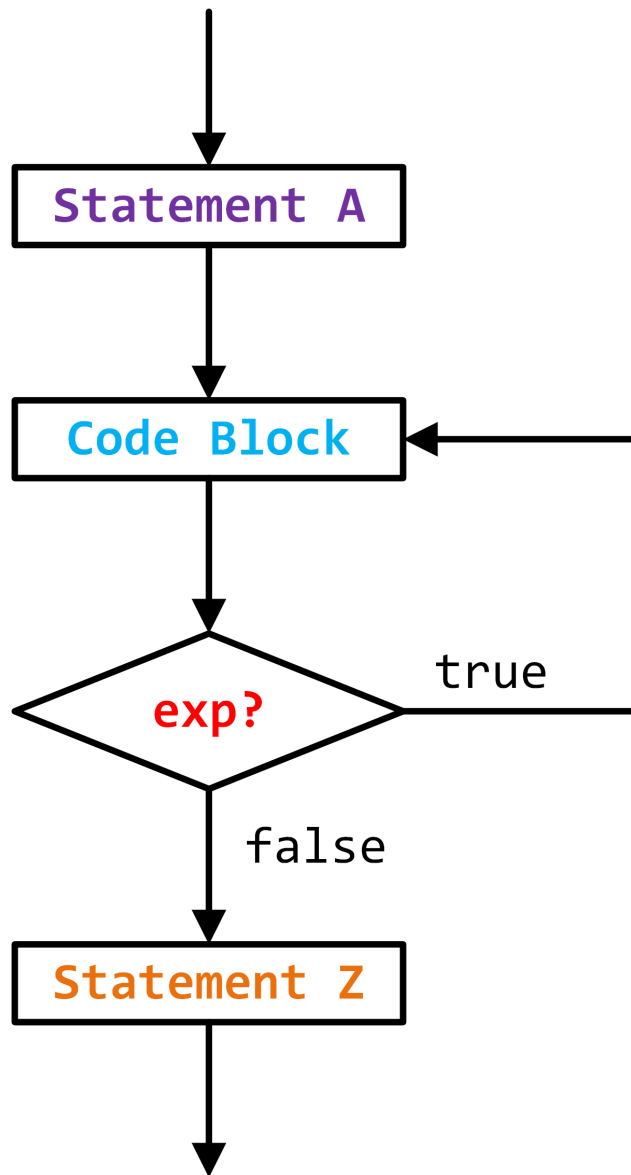 Statement A
Code Block
exp?
true
false
Statement Z